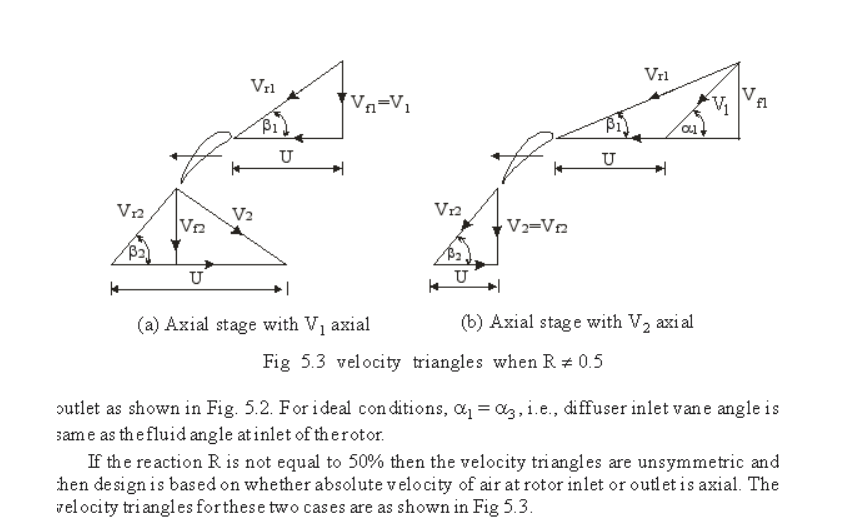 Vr1
Vf1=V1
β1
U
Vr2
Vf2
V2
β2
U
Vr1
V1
Vf1
β1
α1
U
Vr2
V2=Vf2
β2
U
(a) Axial stage with V1 axial
(b) Axial stage with V2 axial
Fig 5.3 velocity triangles when R ≠ 0.5
outlet as shown in Fig. 5.2. For ideal conditions, α1 = α3, i.e., diffuser inlet vane angle is
same as the fluid angle at inlet of the rotor.
If the reaction R is not equal to 50% then the velocity triangles are unsymmetric and
then design is based on whether absolute velocity of air at rotor inlet or outlet is axial. The
velocity triangles for these two cases are as shown in Fig 5.3.